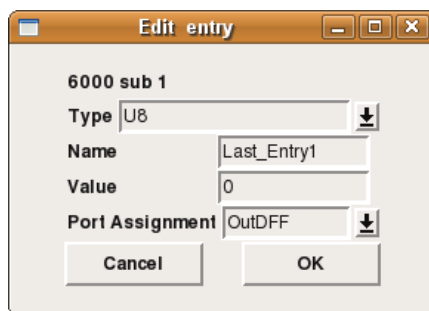 Edit entry
6000 sub 1
Type U8
Name Last_Entry1
Value 0
Port Assignment OutDFF
Cancel OK